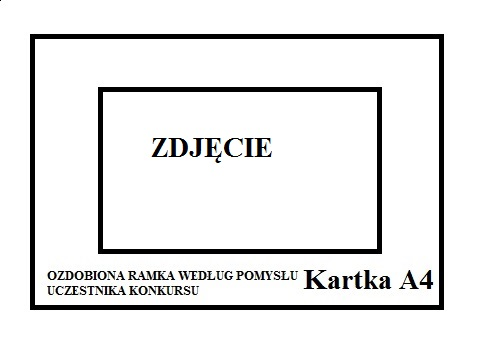 ZDJĘCIE
OZDOBIONA RAMKA WEDŁUG POMYSŁU
UCZESTNIKA KONKURSU
Kartka A4